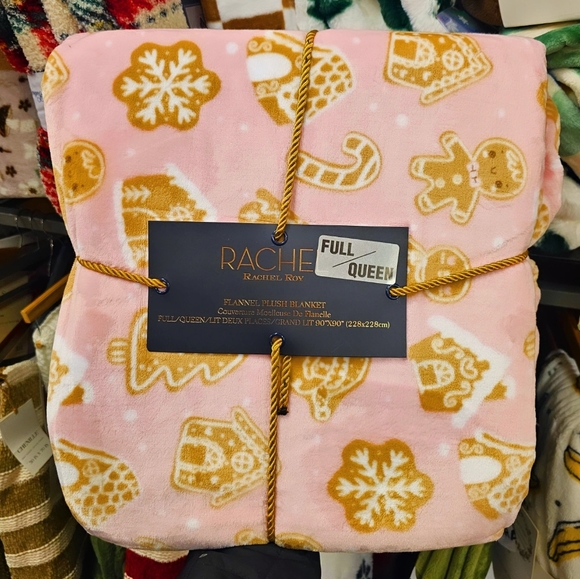 RACHE
RACHEL ROY
FULL
QUEEN
FLANNEL PLUSH BLANKET
Couverture Moelleuse De Flanelle
FULL/QUEEN/LIT DEUX PLACES/GRAND LIT 90"X90" (228x228cm)